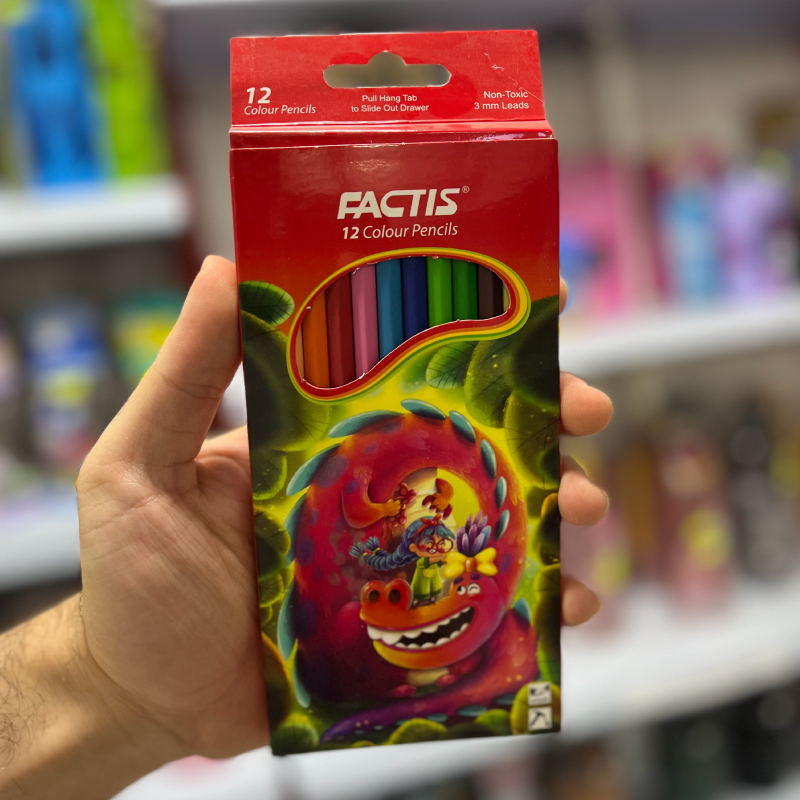 12
Colour Pencils
Pull Hang Tab
to Slide Out Drawer
Non-Toxic
3 mm Leads
FACTIS®
12 Colour Pencils